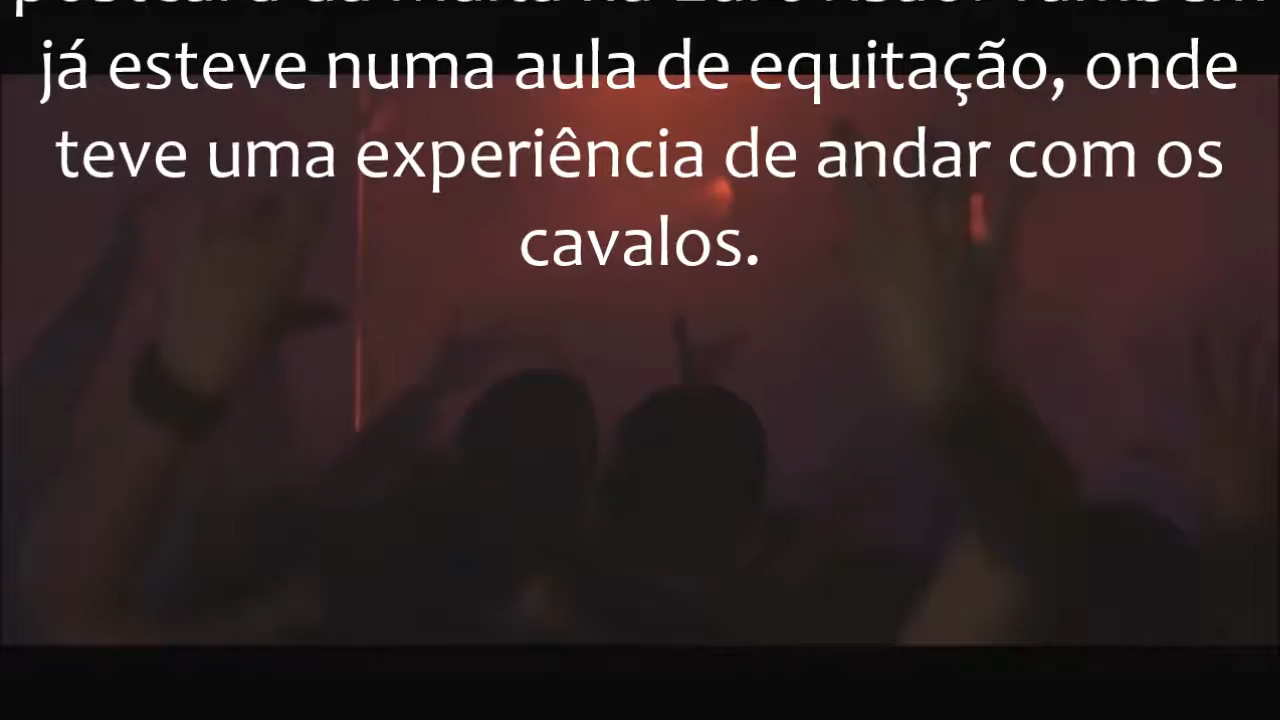 já esteve numa aula de equitação, onde
teve uma experiência de andar com os
cavalos.